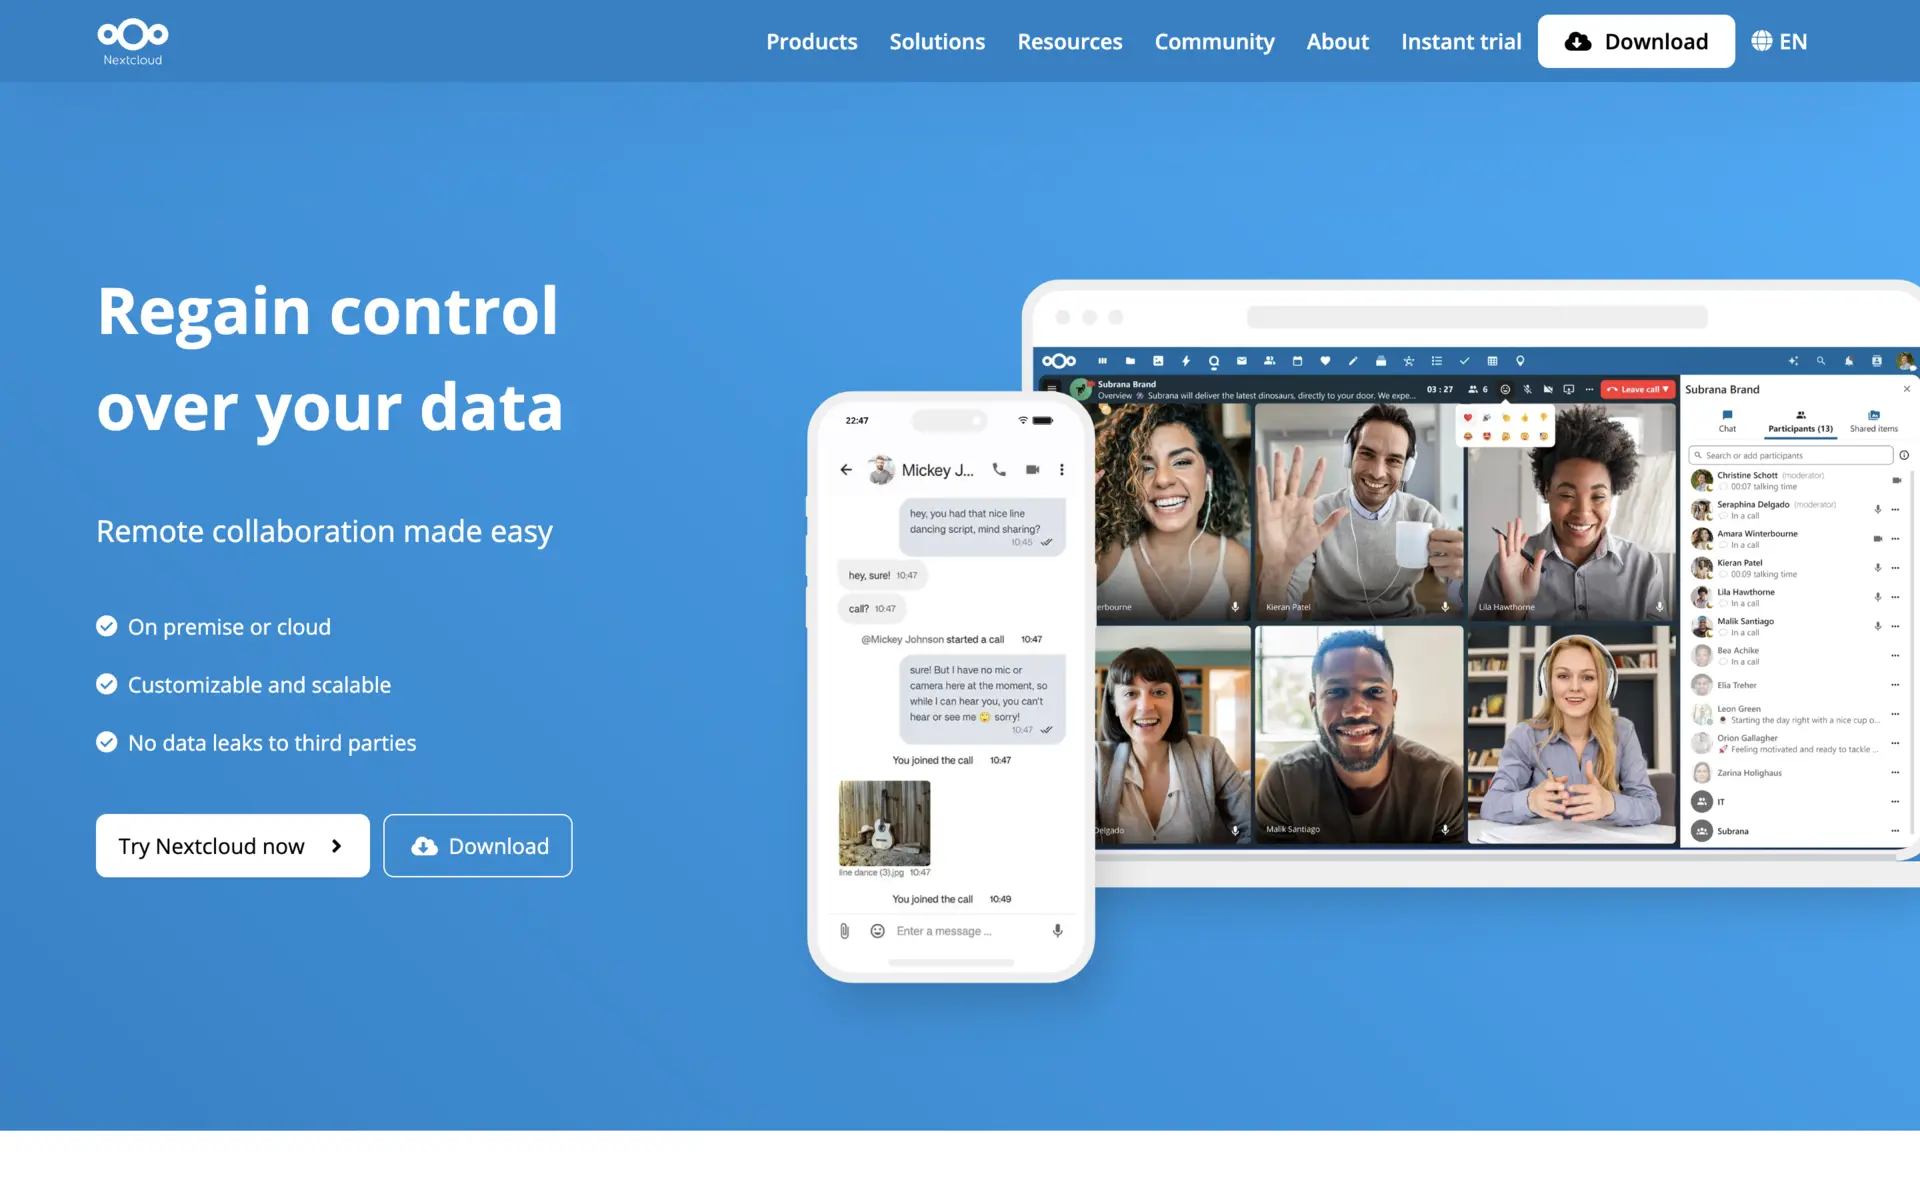 Nextcloud
Products
Solutions
Resources
Community
About
Instant trial
Download
EN
Regain control
over your data
Remote collaboration made easy
On premise or cloud
Customizable and scalable
No data leaks to third parties
Try Nextcloud now
Download
22:47
Mickey J...
hey, you had that nice line
dancing script, mind sharing?
10:45
hey, sure! 10:47
call? 10:47
@Mickey Johnson started a call 10:47
sure! But I have no mic or
camera here at the moment, so
while I can hear you, you can't
hear or see me 🙄 sorry!
10:47
You joined the call 10:47
line dance (3).jpg 10:47
You joined the call 10:49
Enter a message ...
Subrana Brand
Overview Subrana will deliver the latest dinosaurs, directly to your door. We expe...
03 : 27
6
Leave call
erbourne
Kieran Patel
Lila Hawthorne
Delgado
Malik Santiago
Subrana Brand
Chat
Participants (13)
Shared items
Search or add participants
Christine Schott (moderator)
00:07 talking time
Seraphina Delgado (moderator)
In a call
Amara Winterbourne
In a call
Kieran Patel
00:09 talking time
Lila Hawthorne
In a call
Malik Santiago
In a call
Bea Achike
In a call
Elia Treher
Leon Green
Starting the day right with a nice cup o...
Orion Gallagher
🚀 Feeling motivated and ready to tackle ...
Zarina Holighaus
IT
Subrana